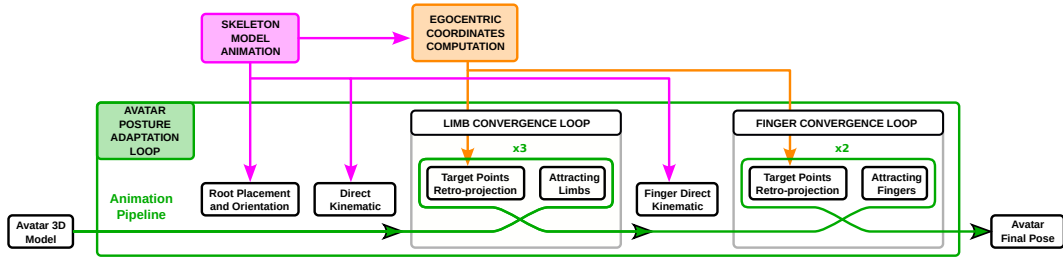 SKELETON
MODEL
ANIMATION
EGOCENTRIC
COORDINATES
COMPUTATION
AVATAR
POSTURE
ADAPTATION
LOOP
LIMB CONVERGENCE LOOP
FINGER CONVERGENCE LOOP
x3
x2
Root Placement
and Orientation
Direct
Kinematic
Target Points
Retro-projection
Attracting
Limbs
Finger Direct
Kinematic
Target Points
Retro-projection
Attracting
Fingers
Animation
Pipeline
Avatar 3D
Model
Avatar
Final Pose